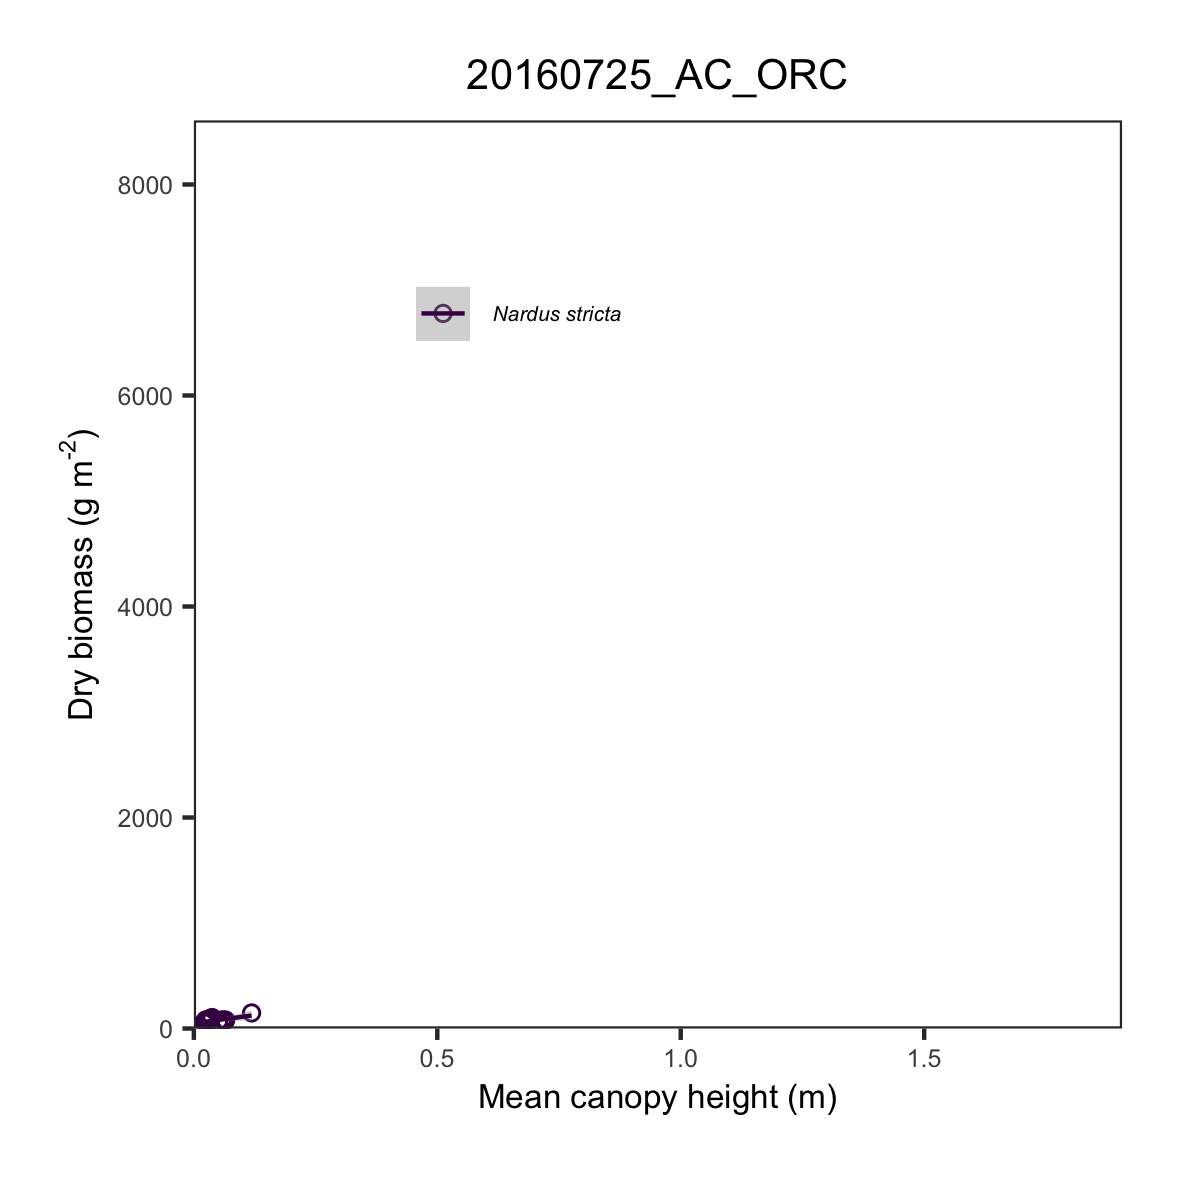 20160725_AC_ORC
8000
6000
4000
2000
0
Nardus stricta
Dry biomass (g m-2)
0.0 0.5 1.0 1.5
Mean canopy height (m)